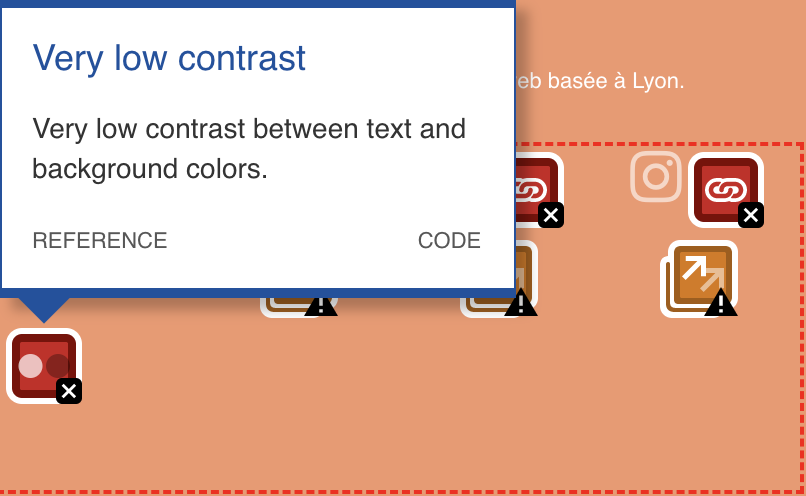 Very low contrast
eb basée à Lyon.
Very low contrast between text and
background colors.
REFERENCE
CODE